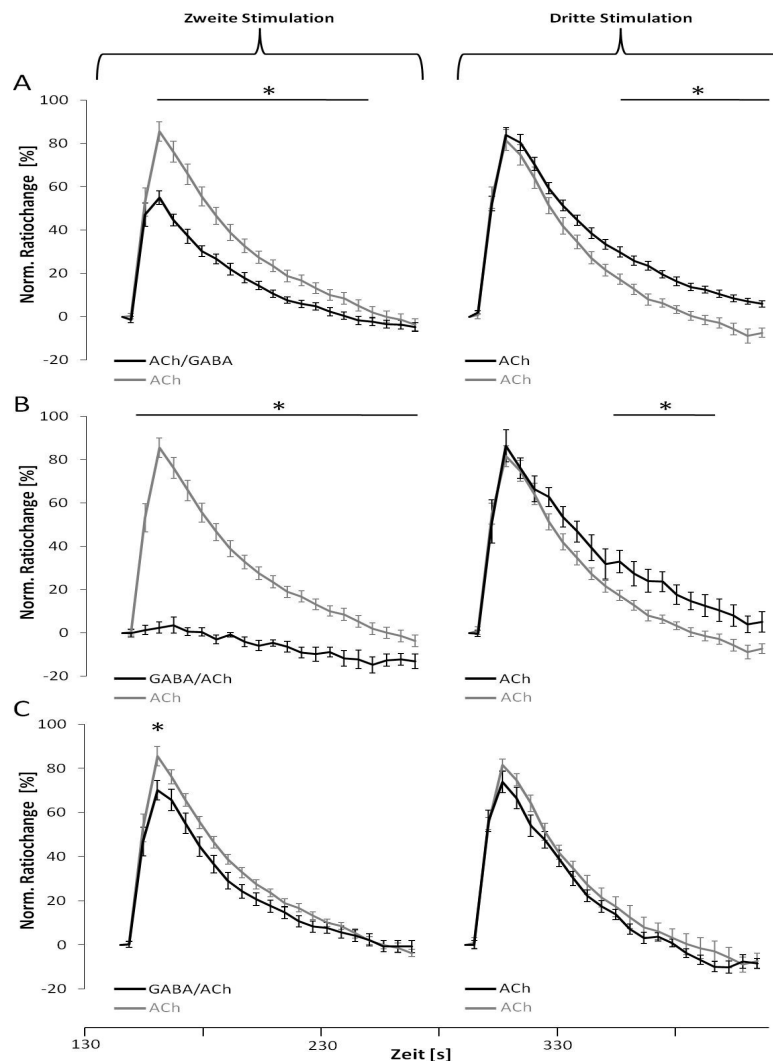 Zweite Stimulation
Dritte Stimulation
A
*
*
100
80
60
40
20
0
-20
Norm. Ratiochange [%]
ACh/GABA
ACh
ACh
ACh
B
*
*
100
80
60
40
20
0
-20
Norm. Ratiochange [%]
GABA/ACh
ACh
ACh
ACh
C
*
100
80
60
40
20
0
-20
Norm. Ratiochange [%]
GABA/ACh
ACh
ACh
ACh
130
230
330
Zeit [s]